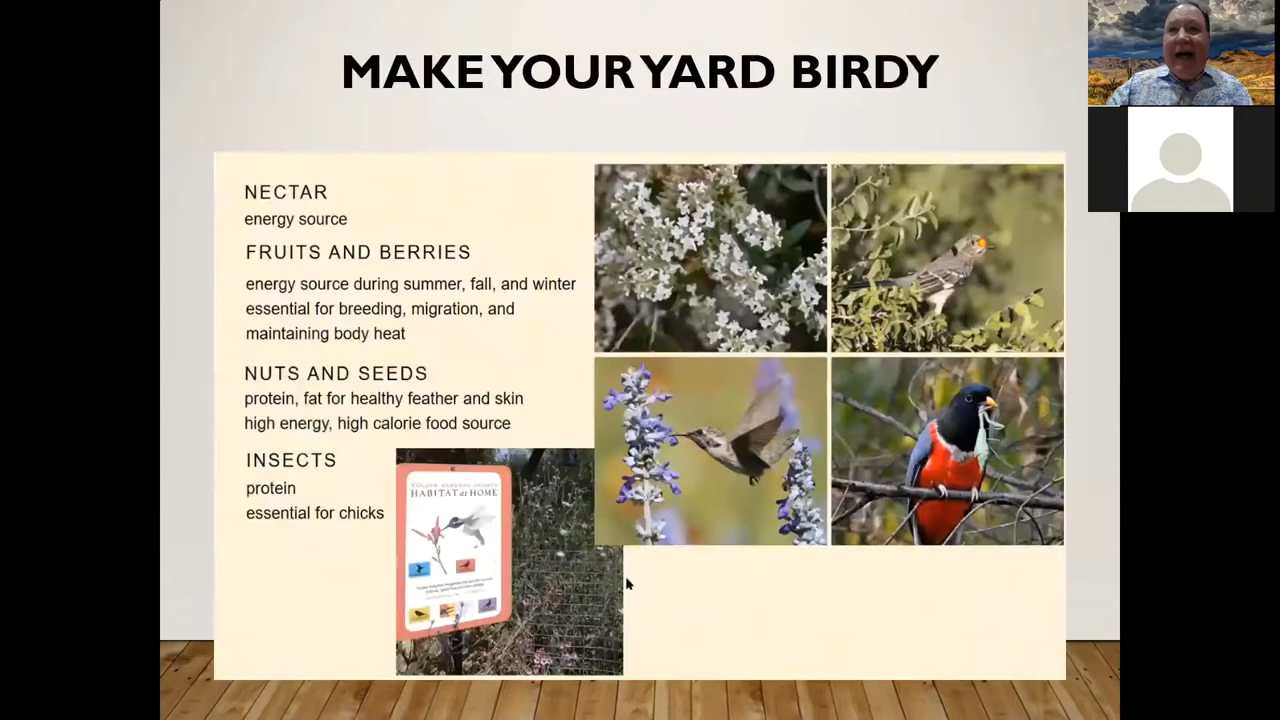 MAKE YOUR YARD BIRDY
NECTAR
energy source
FRUITS AND BERRIES
energy source during summer, fall, and winter
essential for breeding, migration, and
maintaining body heat
NUTS AND SEEDS
protein, fat for healthy feather and skin
high energy, high calorie food source
INSECTS
protein
essential for chicks
HABITAT at HOME